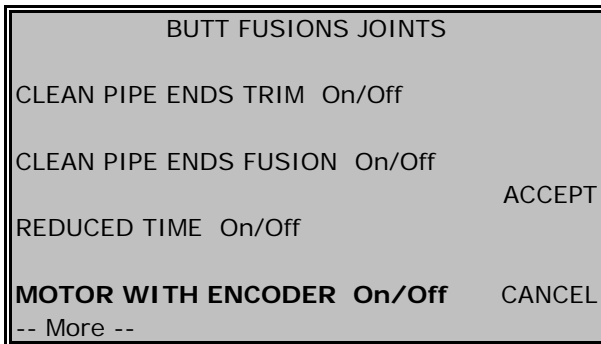 BUTT FUSIONS JOINTS
CLEAN PIPE ENDS TRIM On/Off
CLEAN PIPE ENDS FUSION On/Off
ACCEPT
REDUCED TIME On/Off
MOTOR WITH ENCODER On/Off CANCEL
-- More --